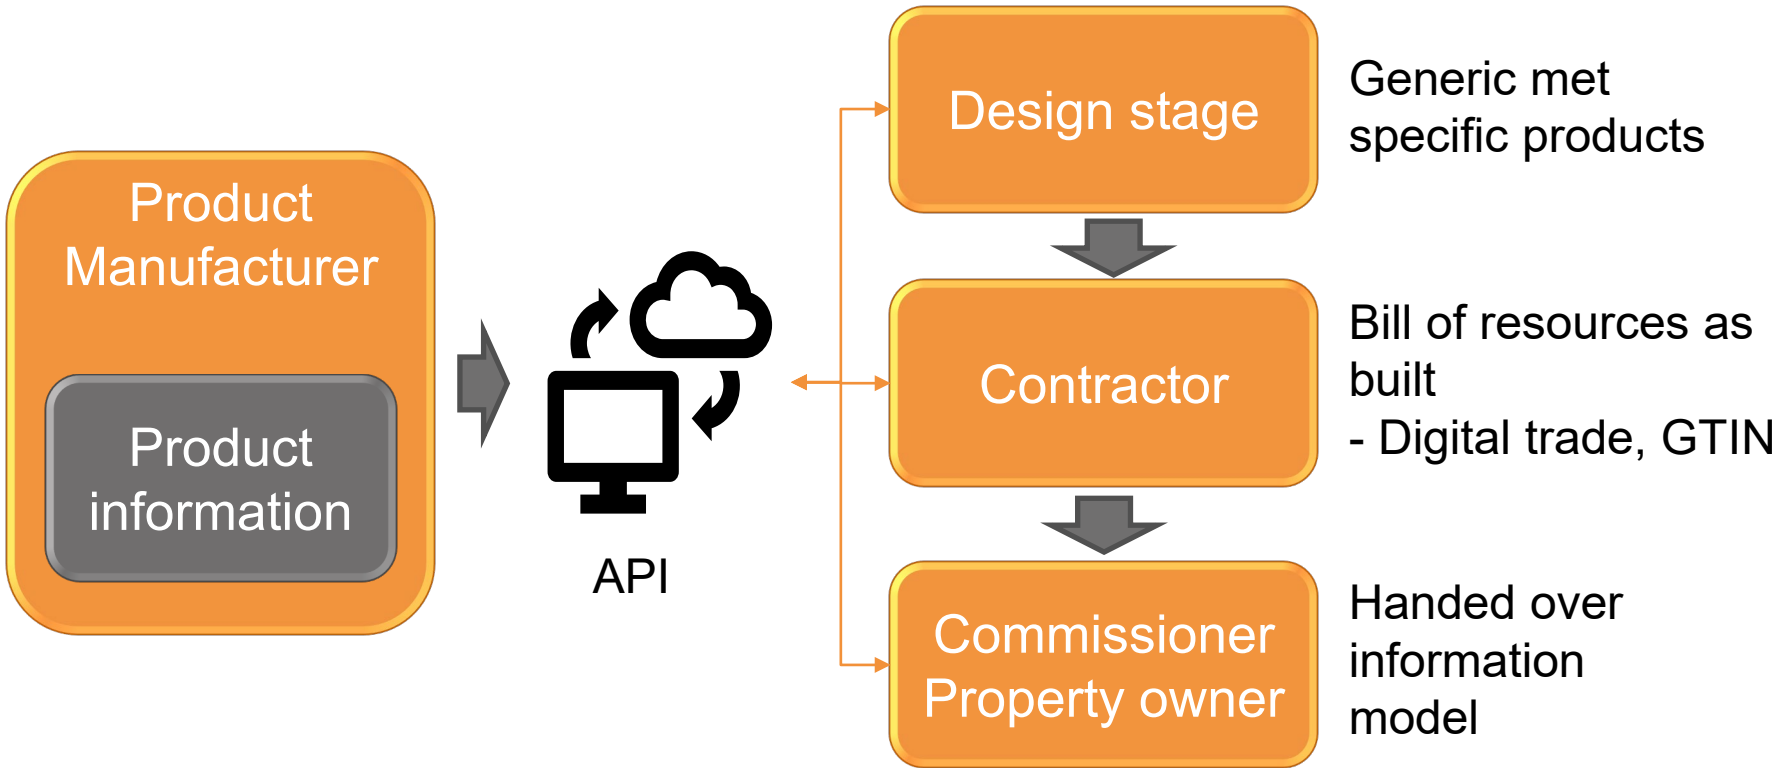 Product
Manufacturer
Product
information
API
Design stage
Generic met
specific products
Contractor
Bill of resources as
built
- Digital trade, GTIN
Commissioner
Property owner
Handed over
information
model